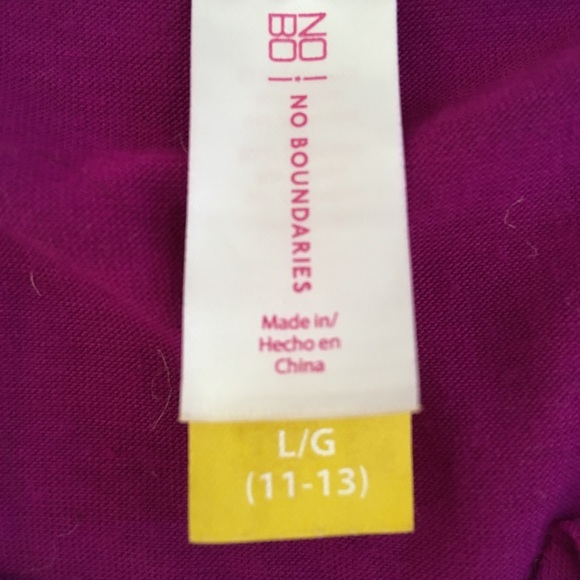 NO
BO
NO BOUNDARIES
Made in/
Hecho en
China
L/G
(11-13)